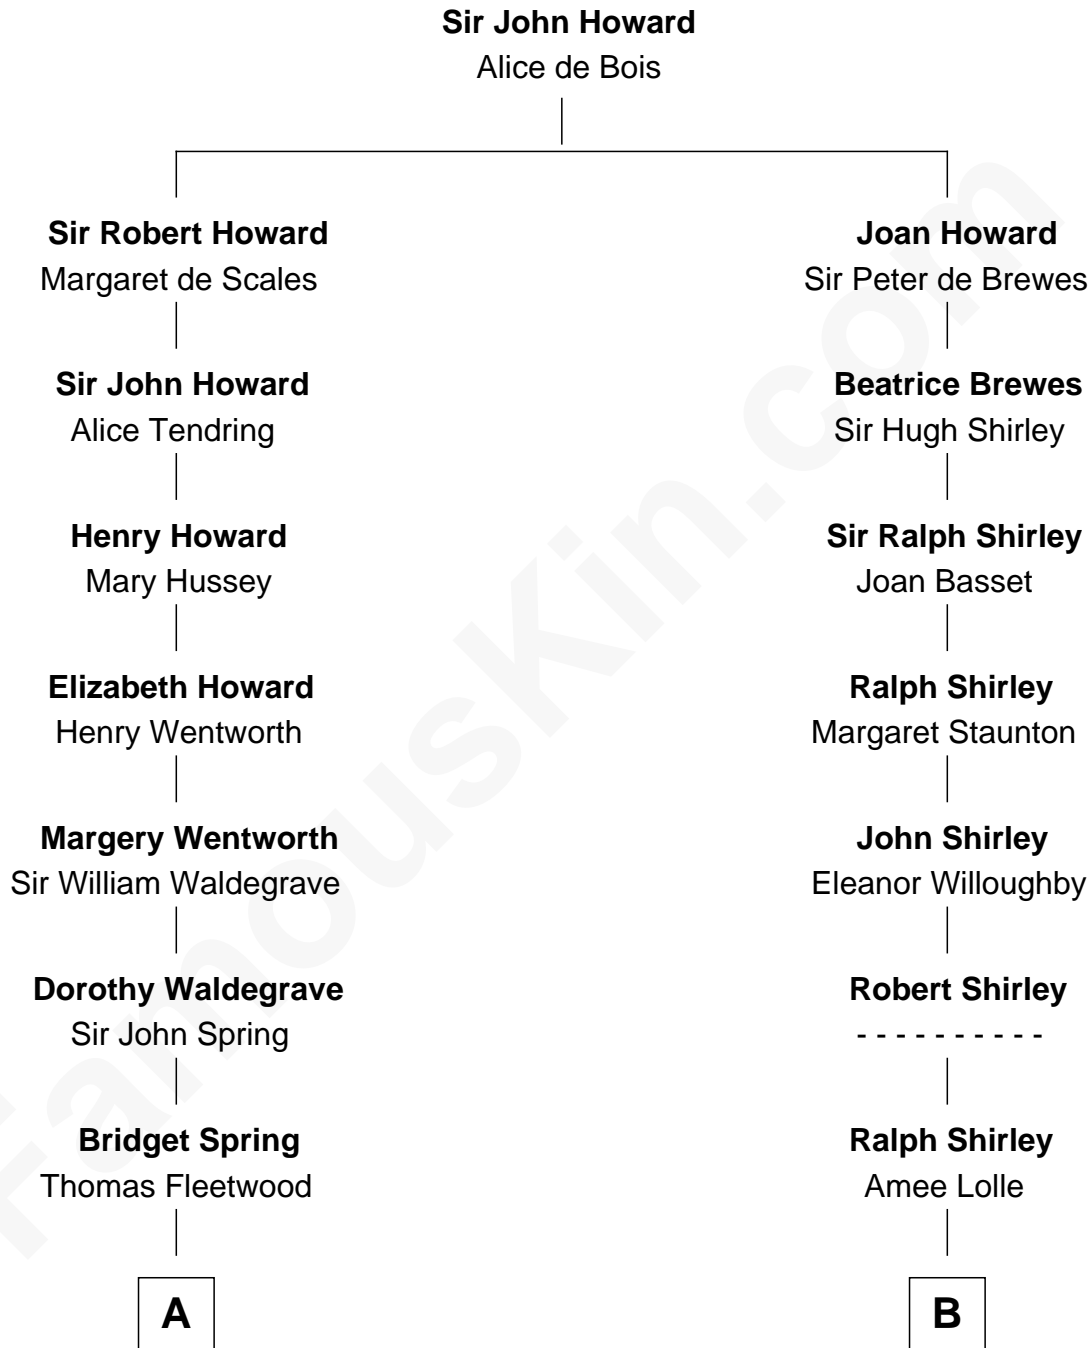 Sir John Howard
Alice de Bois
Sir Robert Howard
Margaret de Scales
Joan Howard
Sir Peter de Brewes
Sir John Howard
Alice Tendring
Beatrice Brewes
Sir Hugh Shirley
Henry Howard
Mary Hussey
Sir Ralph Shirley
Joan Basset
Elizabeth Howard
Henry Wentworth
Ralph Shirley
Margaret Staunton
Margery Wentworth
Sir William Waldegrave
John Shirley
Eleanor Willoughby
Dorothy Waldegrave
Sir John Spring
Robert Shirley
- - - - - - - - - -
Bridget Spring
Thomas Fleetwood
Ralph Shirley
Amee Lolle
A
B
FamousKin.com